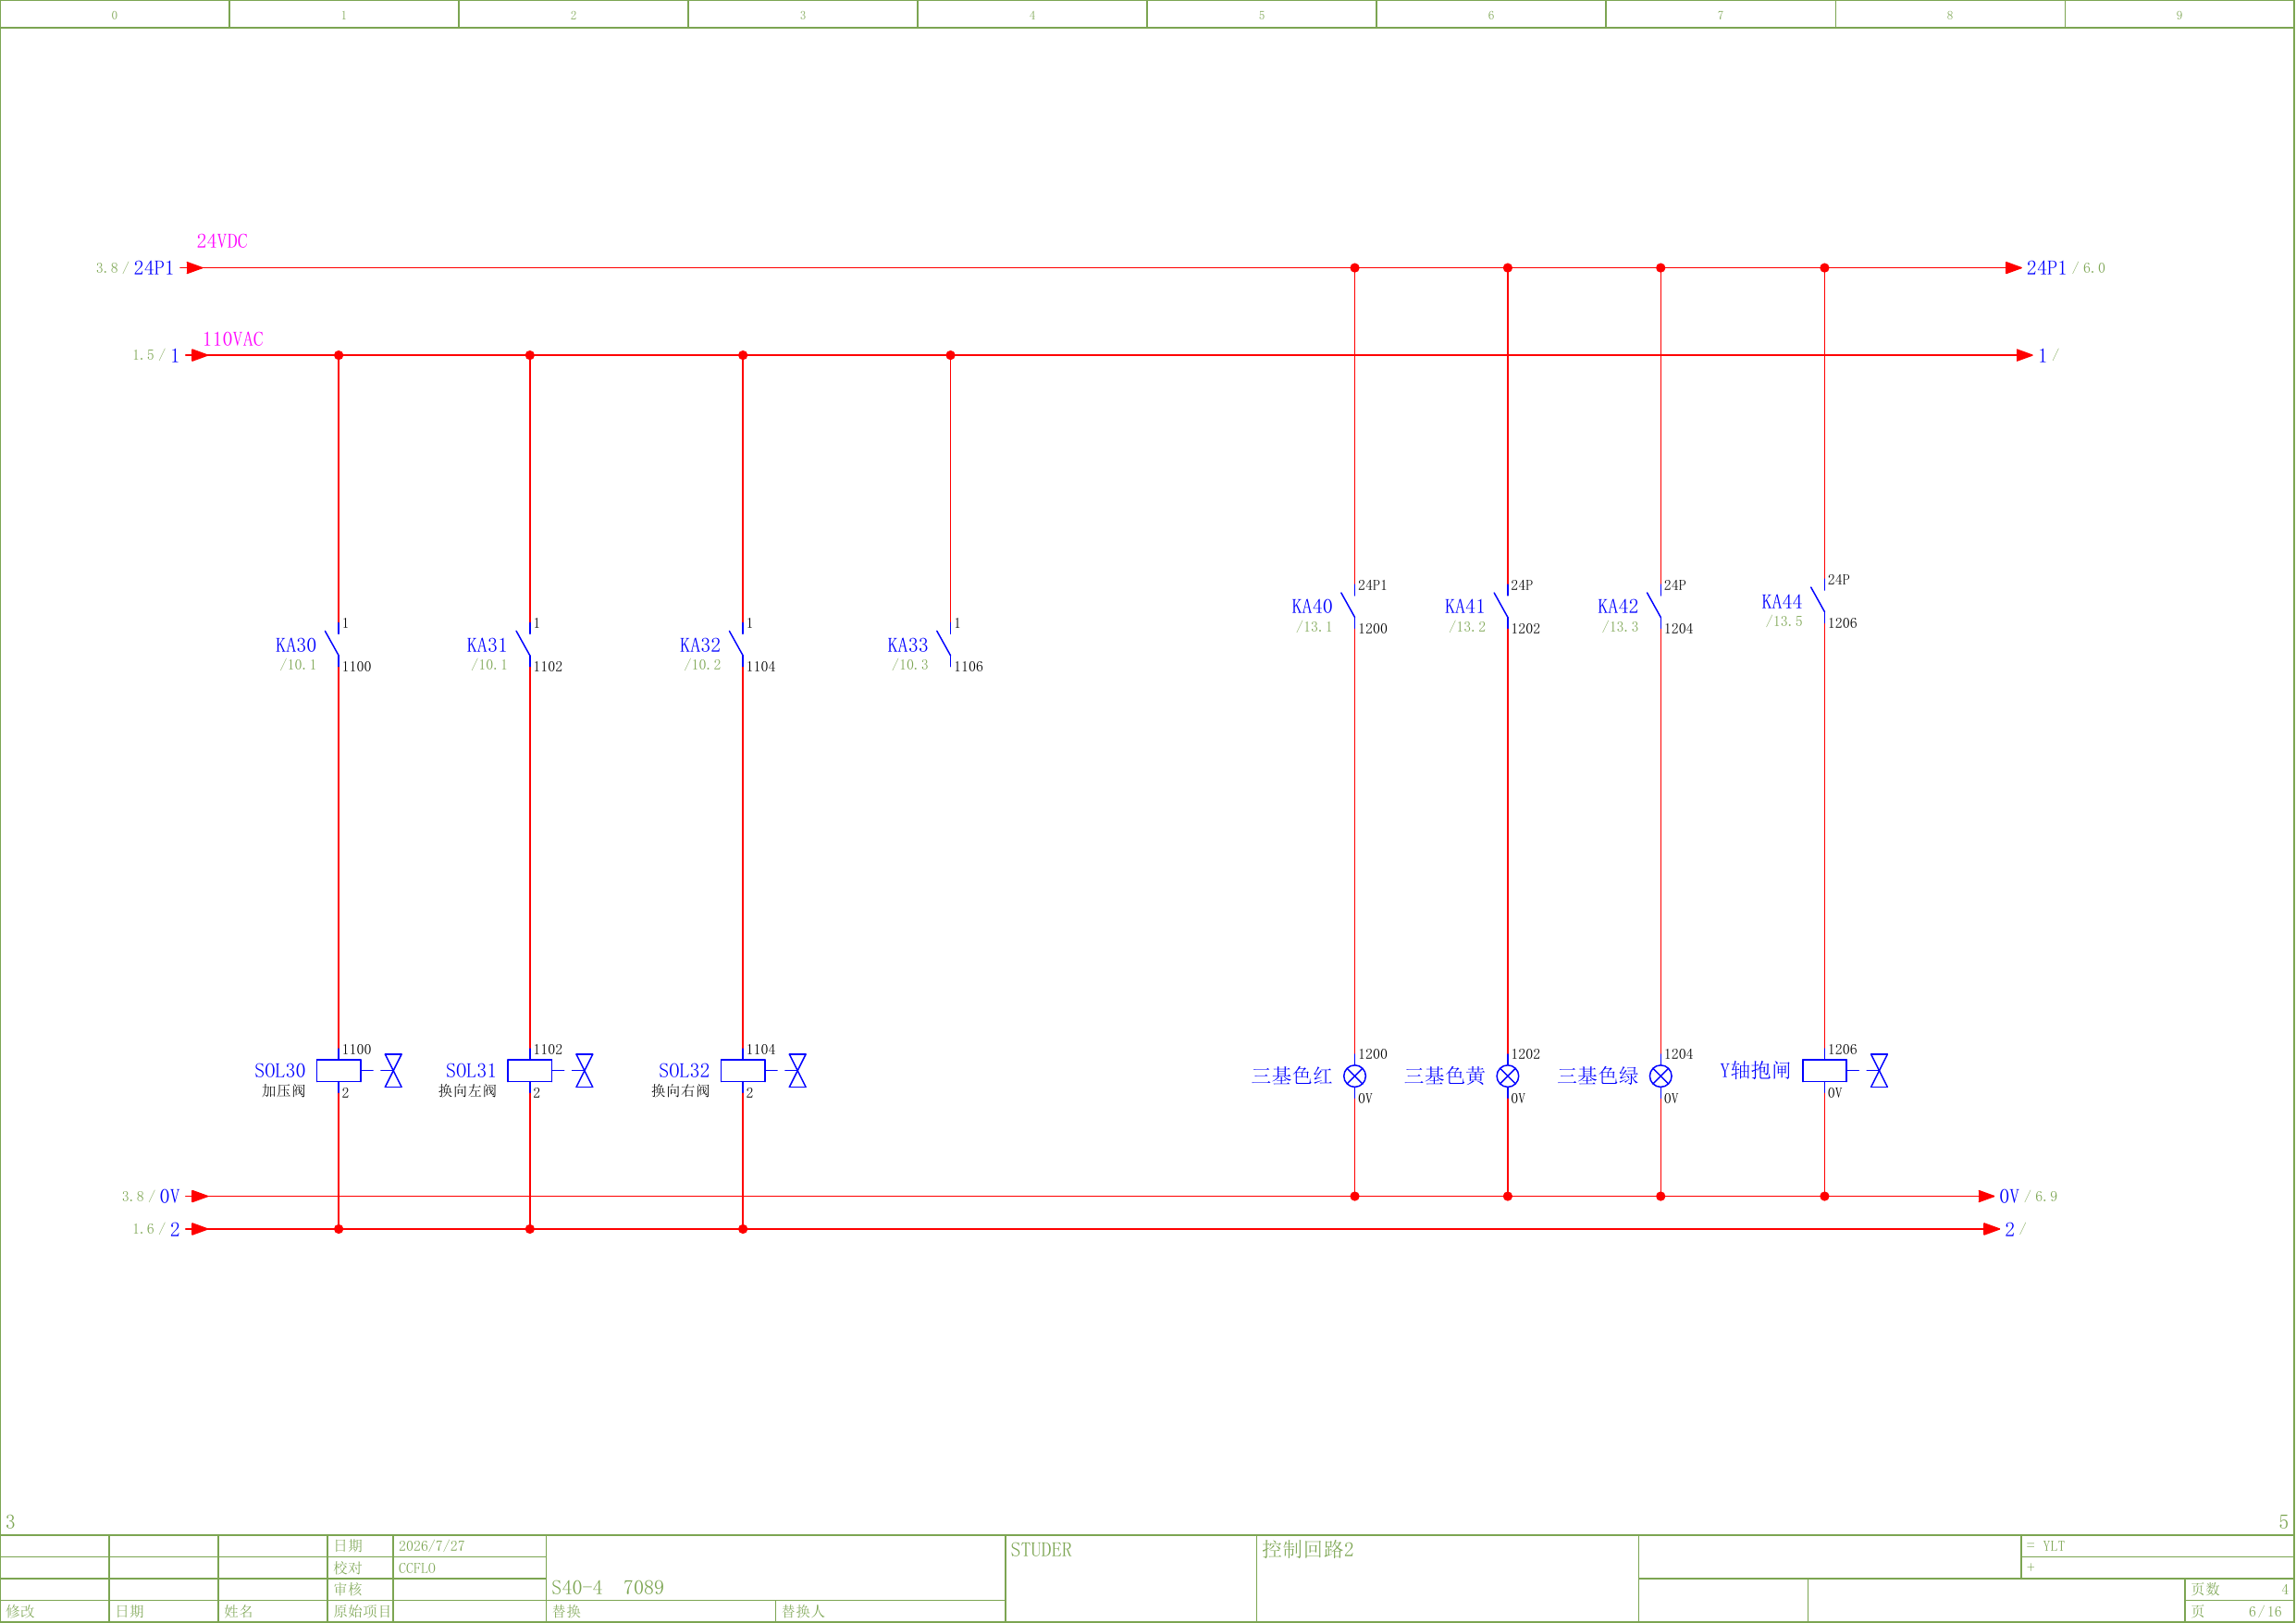 0 1 2 3 4 5 6 7 8 9
24VDC
3.8 / 24P1 24P1 / 6.0
110VAC
1.5 / 1 1 /
24P1 24P 24P 24P
KA40 KA41 KA42 KA44
/13.1 /13.2 /13.3 /13.5
1200 1202 1204 1206
1 1 1 1
KA30 KA31 KA32 KA33
/10.1 /10.1 /10.2 /10.3
1100 1102 1104 1106
1100 1102 1104 1200 1202 1204 1206
SOL30 SOL31 SOL32 三基色红 三基色黄 三基色绿 Y轴抱闸
加压阀 换向左阀 换向右阀
2 2 2 0V 0V 0V 0V
3.8 / 0V 0V / 6.9
1.6 / 2 2 /
3 5
日期 2026/7/27 STUDER 控制回路2 = YLT
校对 CCFLO +
审核 S40-4 7089 页数 4
修改 日期 姓名 原始项目 替换 替换人 页 6/16